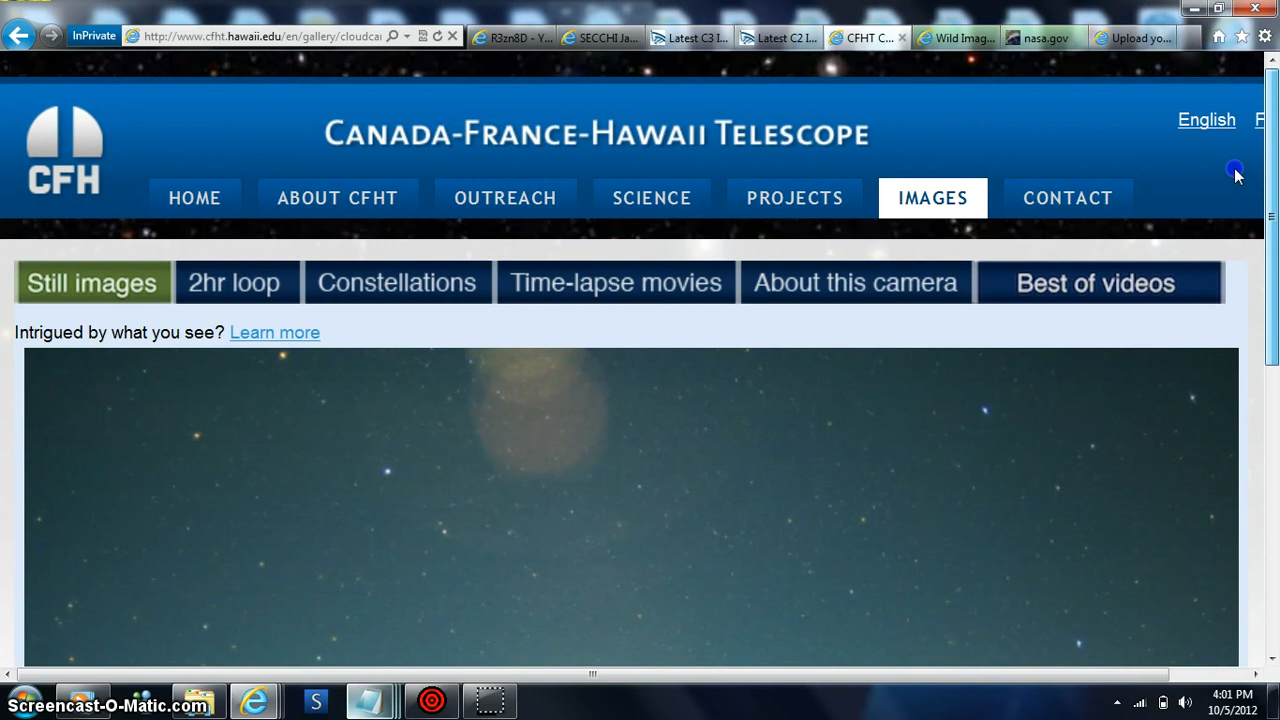 InPrivate
http://www.cfht.hawaii.edu/en/gallery/cloudca
R3zn8D - Y...
SECCHI Ja...
Latest C3 I...
Latest C2 I...
CFHT C...
Wild Imag...
nasa.gov
Upload yo...
CFH
CANADA-FRANCE-HAWAII TELESCOPE
English
F
HOME
ABOUT CFHT
OUTREACH
SCIENCE
PROJECTS
IMAGES
CONTACT
Still images
2hr loop
Constellations
Time-lapse movies
About this camera
Best of videos
Intrigued by what you see? Learn more
S
Screencast-O-Matic.com
4:01 PM
10/5/2012